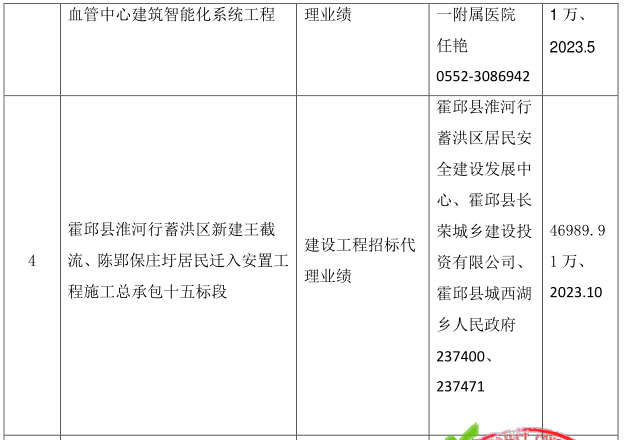 血管中心建筑智能化系统工程
理业绩
一附属医院
任艳
0552-3086942
1 万、
2023.5
4
霍邱县淮河行蓄洪区新建王截
流、陈郢保庄圩居民迁入安置工
程施工总承包十五标段
建设工程招标代
理业绩
霍邱县淮河行
蓄洪区居民安
全建设发展中
心、霍邱县长
荣城乡建设投
资有限公司、
霍邱县城西湖
乡人民政府
237400、
237471
46989.9
1 万、
2023.10